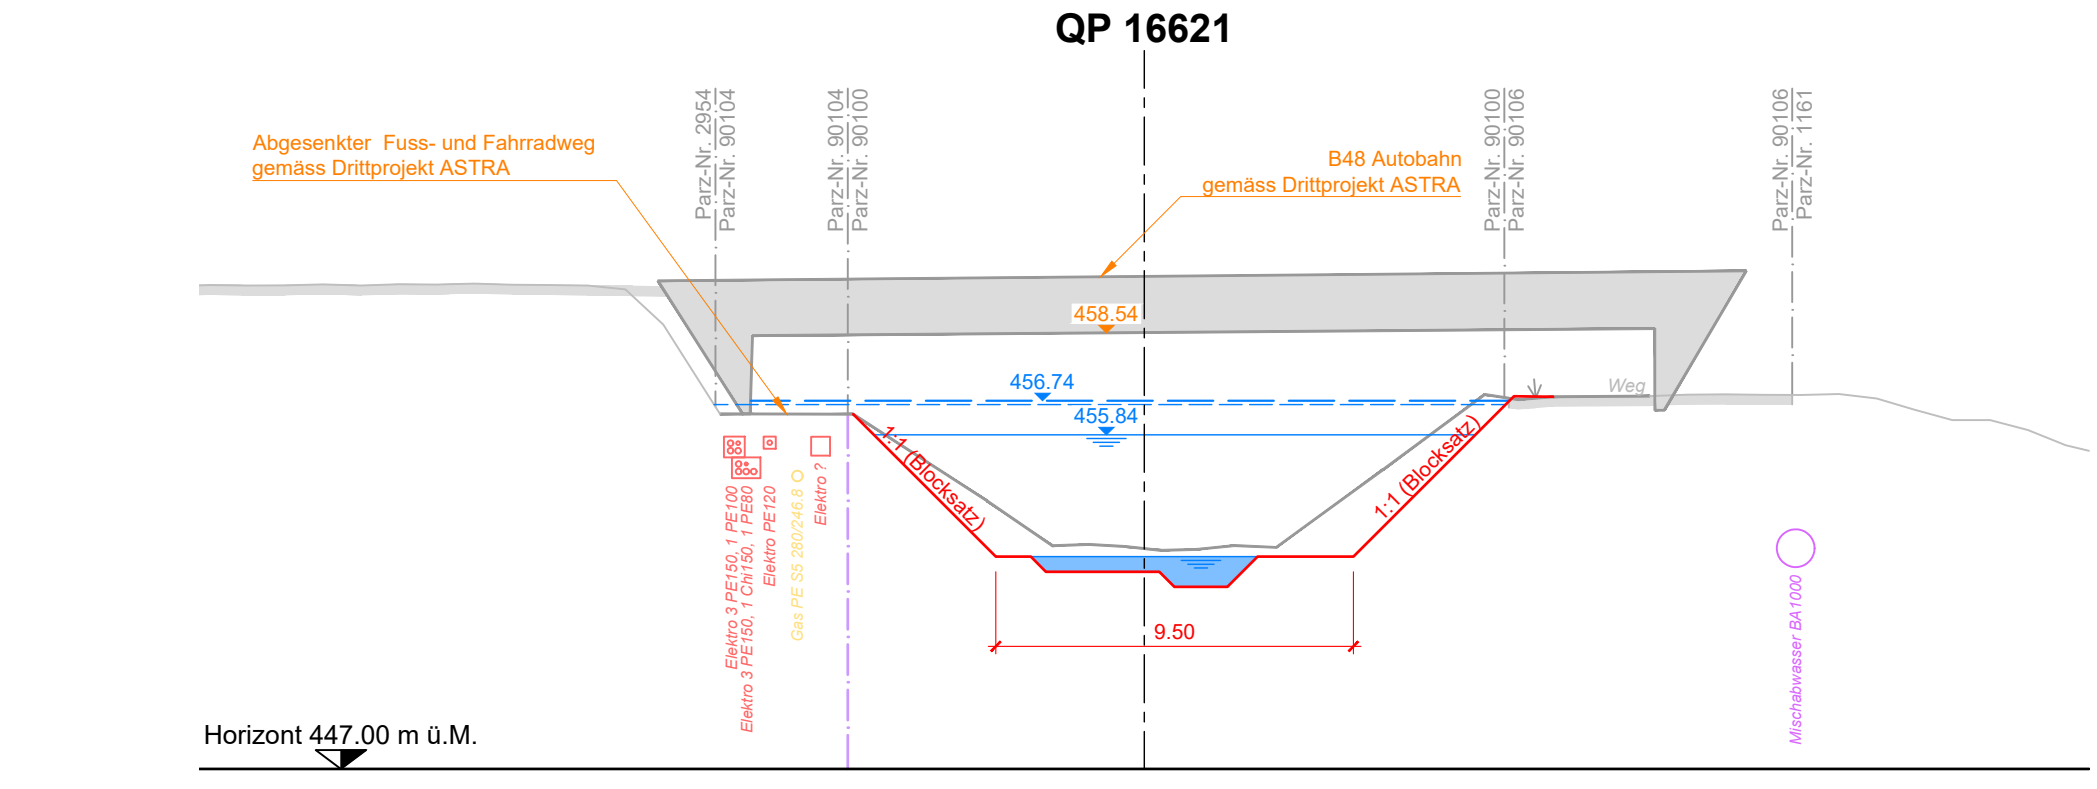 QP 16621
Parz-Nr. 2954
Parz-Nr. 90104
Parz-Nr. 90104
Parz-Nr. 90100
Parz-Nr. 90100
Parz-Nr. 90106
Parz-Nr. 90106
Parz-Nr. 1161
Abgesenkter Fuss- und Fahrradweg
gemäss Drittprojekt ASTRA
B48 Autobahn
gemäss Drittprojekt ASTRA
458.54
456.74
455.84
Weg
1:1 (Blocksatz)
1:1 (Blocksatz)
Elektro 3 PE150, 1 PE100
Elektro 3 PE150, 1 Chi150, 1 PE80
Elektro PE120
Gas PE S5 280/246.8
Elektro ?
9.50
Mischabwasser BA1000
Horizont 447.00 m ü.M.